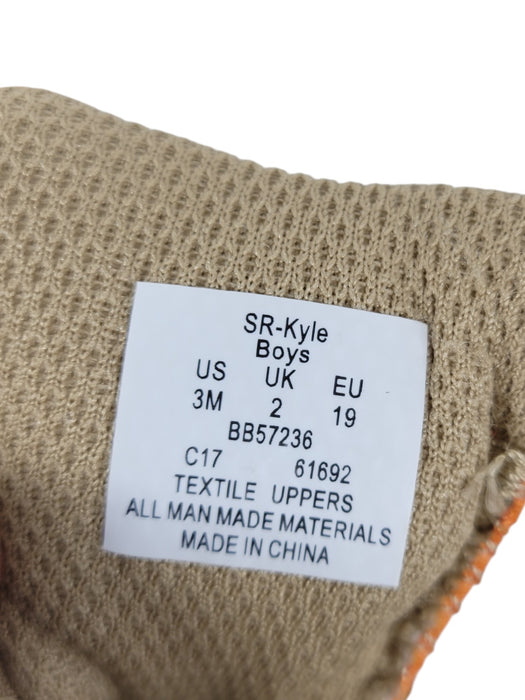 SR-Kyle
Boys
US UK EU
3M 2 19
BB57236
C17 61692
TEXTILE UPPERS
ALL MAN MADE MATERIALS
MADE IN CHINA